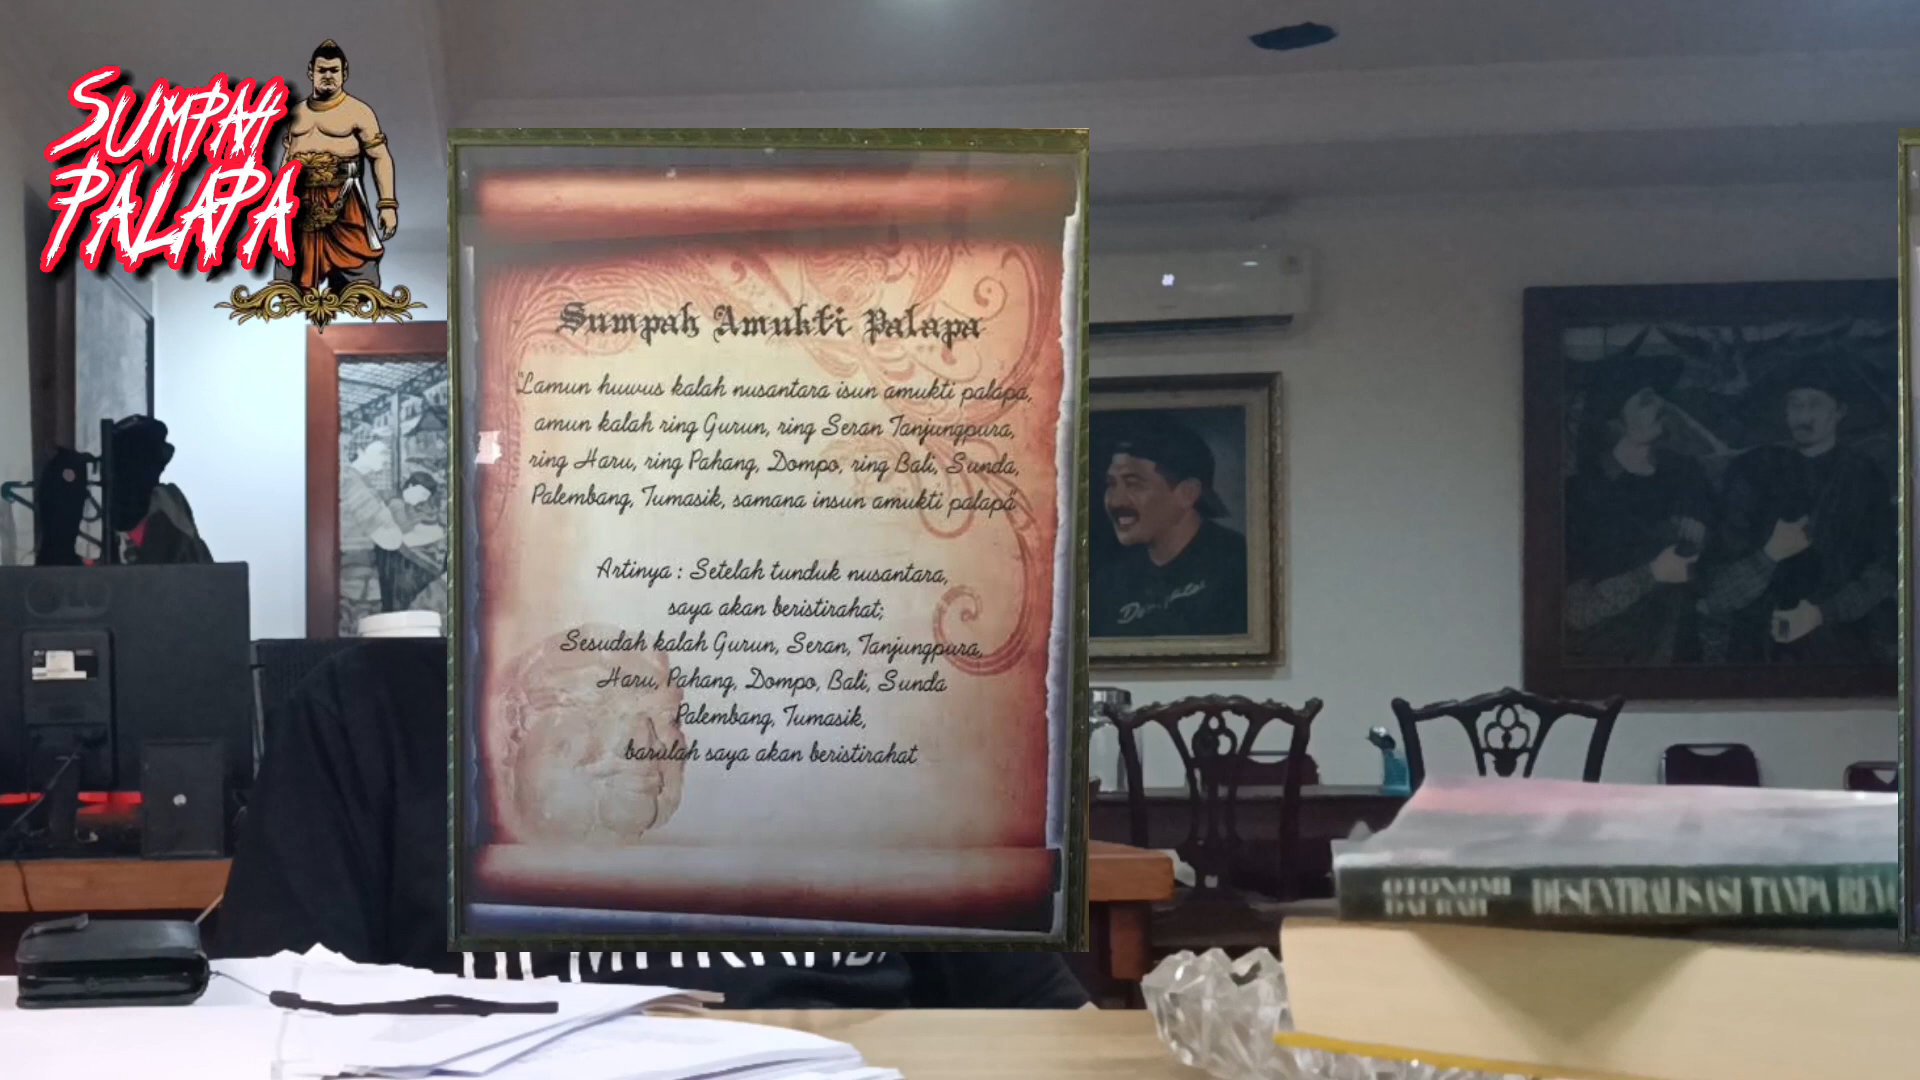 SUMPAH
PALAPA
Sumpah Amukti Palapa
"Lamun huwus kalah nusantara isun amukti palapa,
amun kalah ring Gurun, ring Seran Tanjungpura,
ring Haru, ring Pahang, Dompo, ring Bali, Sunda,
Palembang, Tumasik, samana insun amukti palapa"
Artinya : Setelah tunduk nusantara,
saya akan beristirahat;
Sesudah kalah Gurun, Seran, Tanjungpura,
Haru, Pahang, Dompo, Bali, Sunda
Palembang, Tumasik,
barulah saya akan beristirahat
OTONOMI
DAERAH
DESENTRALISASI TANPA